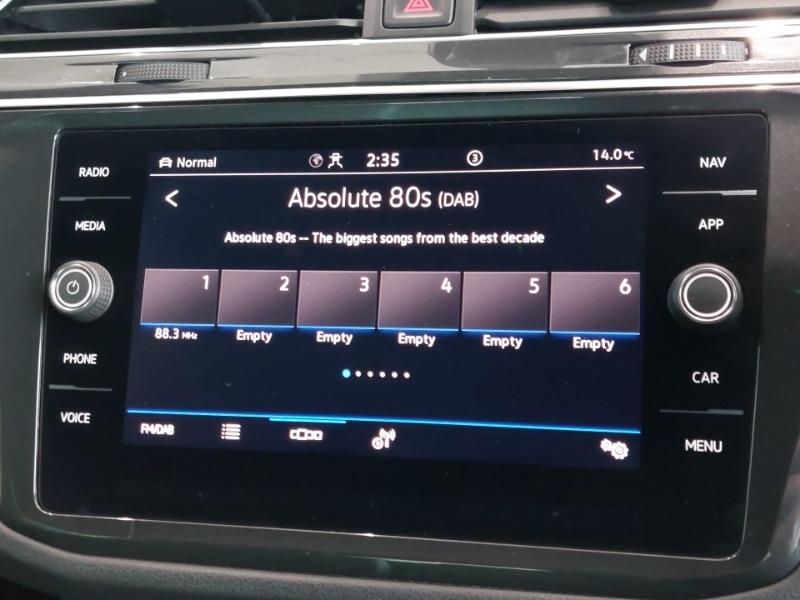 RADIO
MEDIA
PHONE
VOICE
Normal 2:35 3 14.0°C
< Absolute 80s (DAB) >
Absolute 80s -- The biggest songs from the best decade
1 2 3 4 5 6
88.3 MHz Empty Empty Empty Empty Empty
FM/DAB
NAV
APP
CAR
MENU